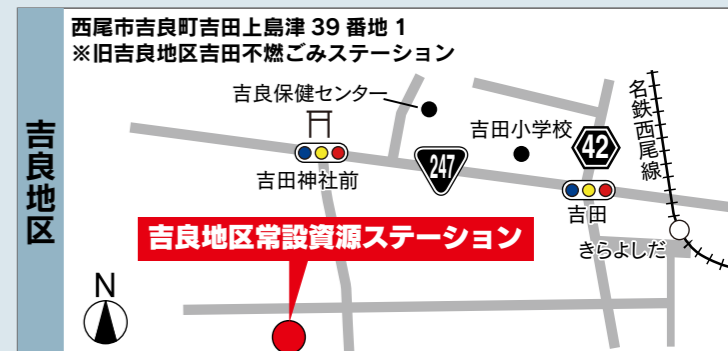 西尾市吉良町吉田上島津 39 番地 1
※旧吉良地区吉田不燃ごみステーション
吉良地区
吉良保健センター
吉田小学校
名鉄西尾線
247
42
吉田神社前
吉田
きらよしだ
吉良地区常設資源ステーション
N